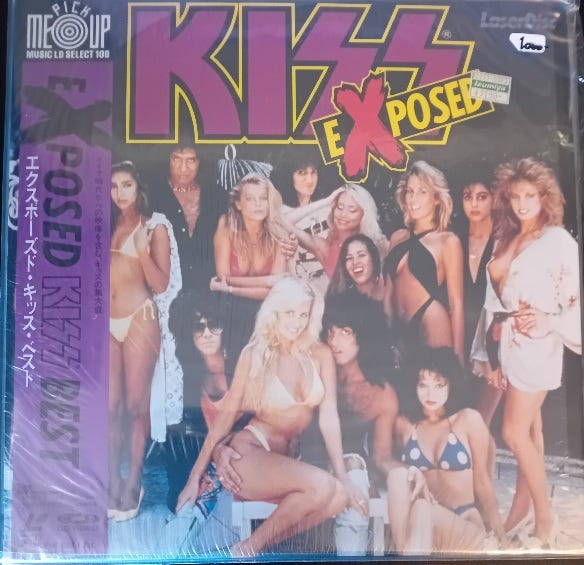 PICK
ME UP
MUSIC LD SELECT 100
KISS
®
LaserDisc
1000-
izumiya
EXPOSED
EXPOSED KISS BEST
エクスポーズド・キッス・ベスト